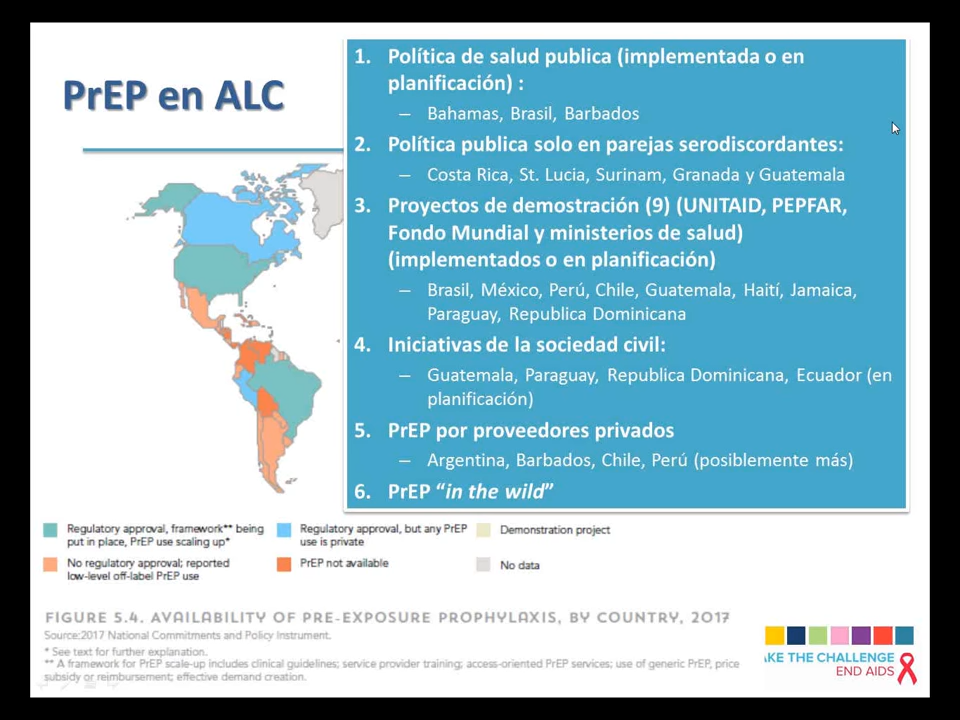 PrEP en ALC
1. Política de salud publica (implementada o en
planificación) :
– Bahamas, Brasil, Barbados
2. Política publica solo en parejas serodiscordantes:
– Costa Rica, St. Lucia, Surinam, Granada y Guatemala
3. Proyectos de demostración (9) (UNITAID, PEPFAR,
Fondo Mundial y ministerios de salud)
(implementados o en planificación)
– Brasil, México, Perú, Chile, Guatemala, Haití, Jamaica,
Paraguay, Republica Dominicana
4. Iniciativas de la sociedad civil:
– Guatemala, Paraguay, Republica Dominicana, Ecuador (en
planificación)
5. PrEP por proveedores privados
– Argentina, Barbados, Chile, Perú (posiblemente más)
6. PrEP “in the wild”
Regulatory approval, framework** being
put in place, PrEP use scaling up*
Regulatory approval, but any PrEP
use is private
Demonstration project
No regulatory approval; reported
low-level off-label PrEP use
PrEP not available
No data
FIGURE 5.4. AVAILABILITY OF PRE-EXPOSURE PROPHYLAXIS, BY COUNTRY, 2017
Source:2017 National Commitments and Policy Instrument.
* See text for further explanation.
** A framework for PrEP scale-up includes clinical guidelines; service provider training; access-oriented PrEP services; use of generic PrEP, price
subsidy or reimbursement; effective demand creation.
AKE THE CHALLENGE
END AIDS